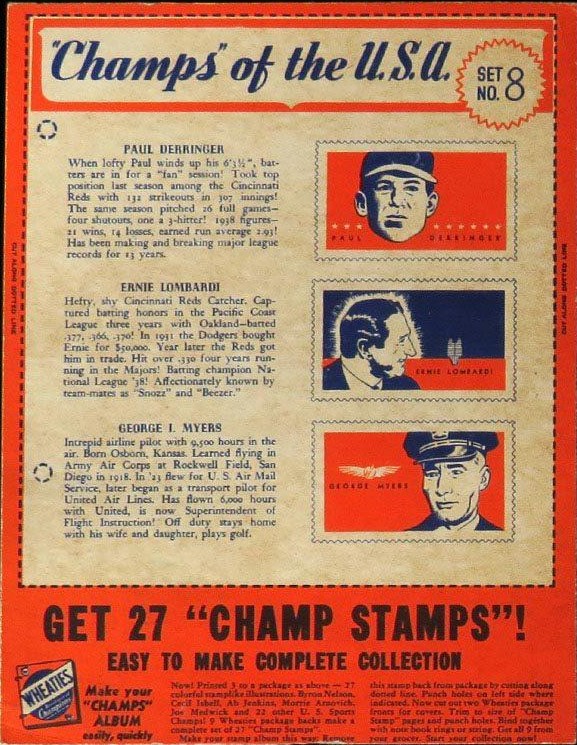 "Champs" of the U.S.A.
SET
NO. 8
PAUL DERRINGER
When lofty Paul winds up his 6'3½", bat-
ters are in for a "fan" session! Took top
position last season among the Cincinnati
Reds with 132 strikeouts in 307 innings!
The same season pitched 26 full games—
four shutouts, one a 3-hitter! 1938 figures—
21 wins, 14 losses, earned run average 2.93!
Has been making and breaking major league
records for 13 years.
PAUL DERRINGER
CUT ALONG DOTTED LINE
CUT ALONG DOTTED LINE
ERNIE LOMBARDI
Hefty, shy Cincinnati Reds Catcher. Cap-
tured batting honors in the Pacific Coast
League three years with Oakland—batted
.377, .366, .370! In 1931 the Dodgers bought
Ernie for $50,000. Year later the Reds got
him in trade. Hit over .330 four years run-
ning in the Majors! Batting champion Na-
tional League '38! Affectionately known by
team-mates as "Snozz" and "Beezer."
ERNIE LOMBARDI
GEORGE I. MYERS
Intrepid airline pilot with 9,500 hours in the
air. Born Osborn, Kansas. Learned flying in
Army Air Corps at Rockwell Field, San
Diego in 1918. In '23 flew for U. S. Air Mail
Service, later began as a transport pilot for
United Air Lines. Has flown 6,000 hours
with United, is now Superintendent of
Flight Instruction! Off duty stays home
with his wife and daughter, plays golf.
GEORGE MYERS
GET 27 "CHAMP STAMPS"!
EASY TO MAKE COMPLETE COLLECTION
WHEATIES
Make your
"CHAMPS"
ALBUM
easily, quickly
Now! Printed 3 to a package as above — 27
colorful stamplike illustrations. Byron Nelson,
Cecil Isbell, Ab Jenkins, Morrie Arnovich,
Joe Medwick and 22 other U. S. Sports
Champs! 9 Wheaties package backs make a
complete set of 27 "Champ Stamps."
Make your stamp album this way: Remove
this stamp back from package by cutting along
dotted line. Punch holes on left side where
indicated. Now cut out two Wheaties package
fronts for covers. Trim to size of "Champ
Stamp" pages and punch holes. Bind together
with note book rings or string. Get all 9 from
your grocer. Start your collection now!